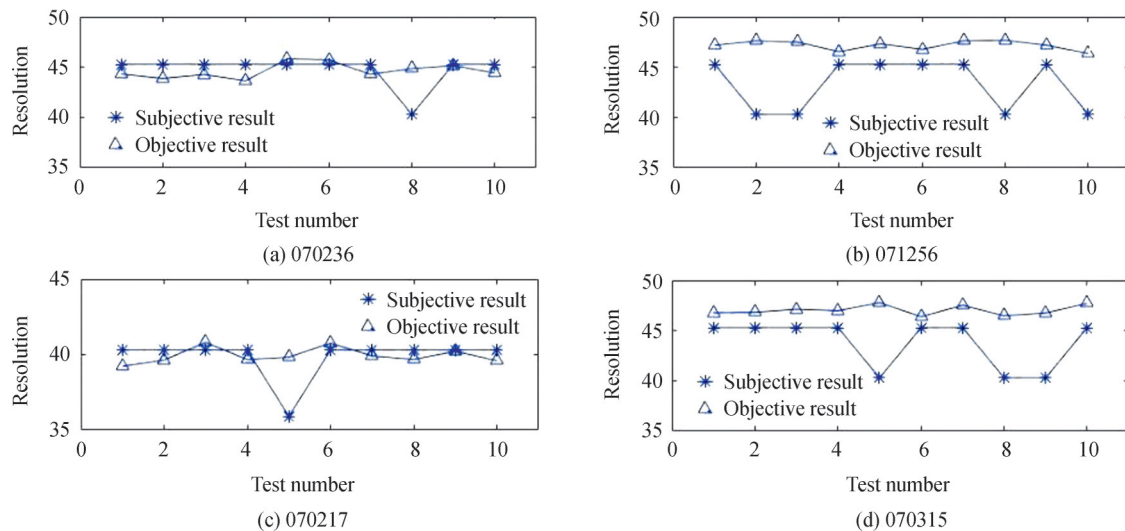 50
45
40
35
Resolution
Subjective result
Objective result
0 2 4 6 8 10
Test number
(a) 070236
50
45
40
35
Resolution
Subjective result
Objective result
0 2 4 6 8 10
Test number
(b) 071256
45
40
35
Resolution
Subjective result
Objective result
0 2 4 6 8 10
Test number
(c) 070217
50
45
40
35
Resolution
Subjective result
Objective result
0 2 4 6 8 10
Test number
(d) 070315